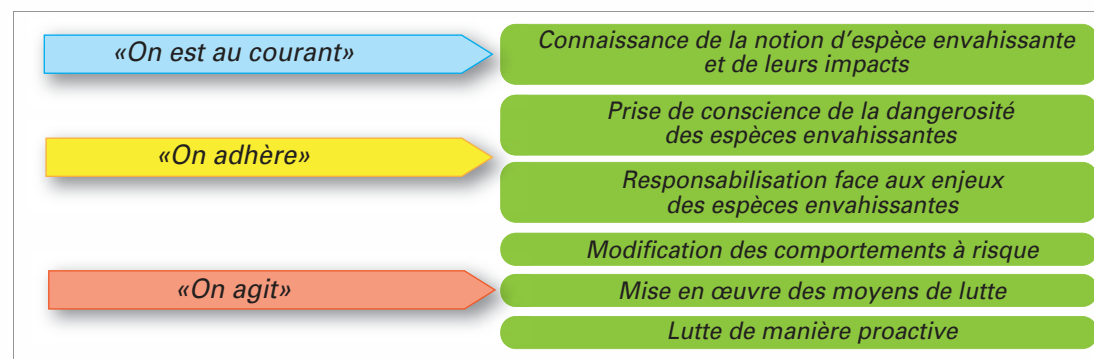 «On est au courant»
Connaissance de la notion d’espèce envahissante
et de leurs impacts
«On adhère»
Prise de conscience de la dangerosité
des espèces envahissantes
Responsabilisation face aux enjeux
des espèces envahissantes
«On agit»
Modification des comportements à risque
Mise en œuvre des moyens de lutte
Lutte de manière proactive